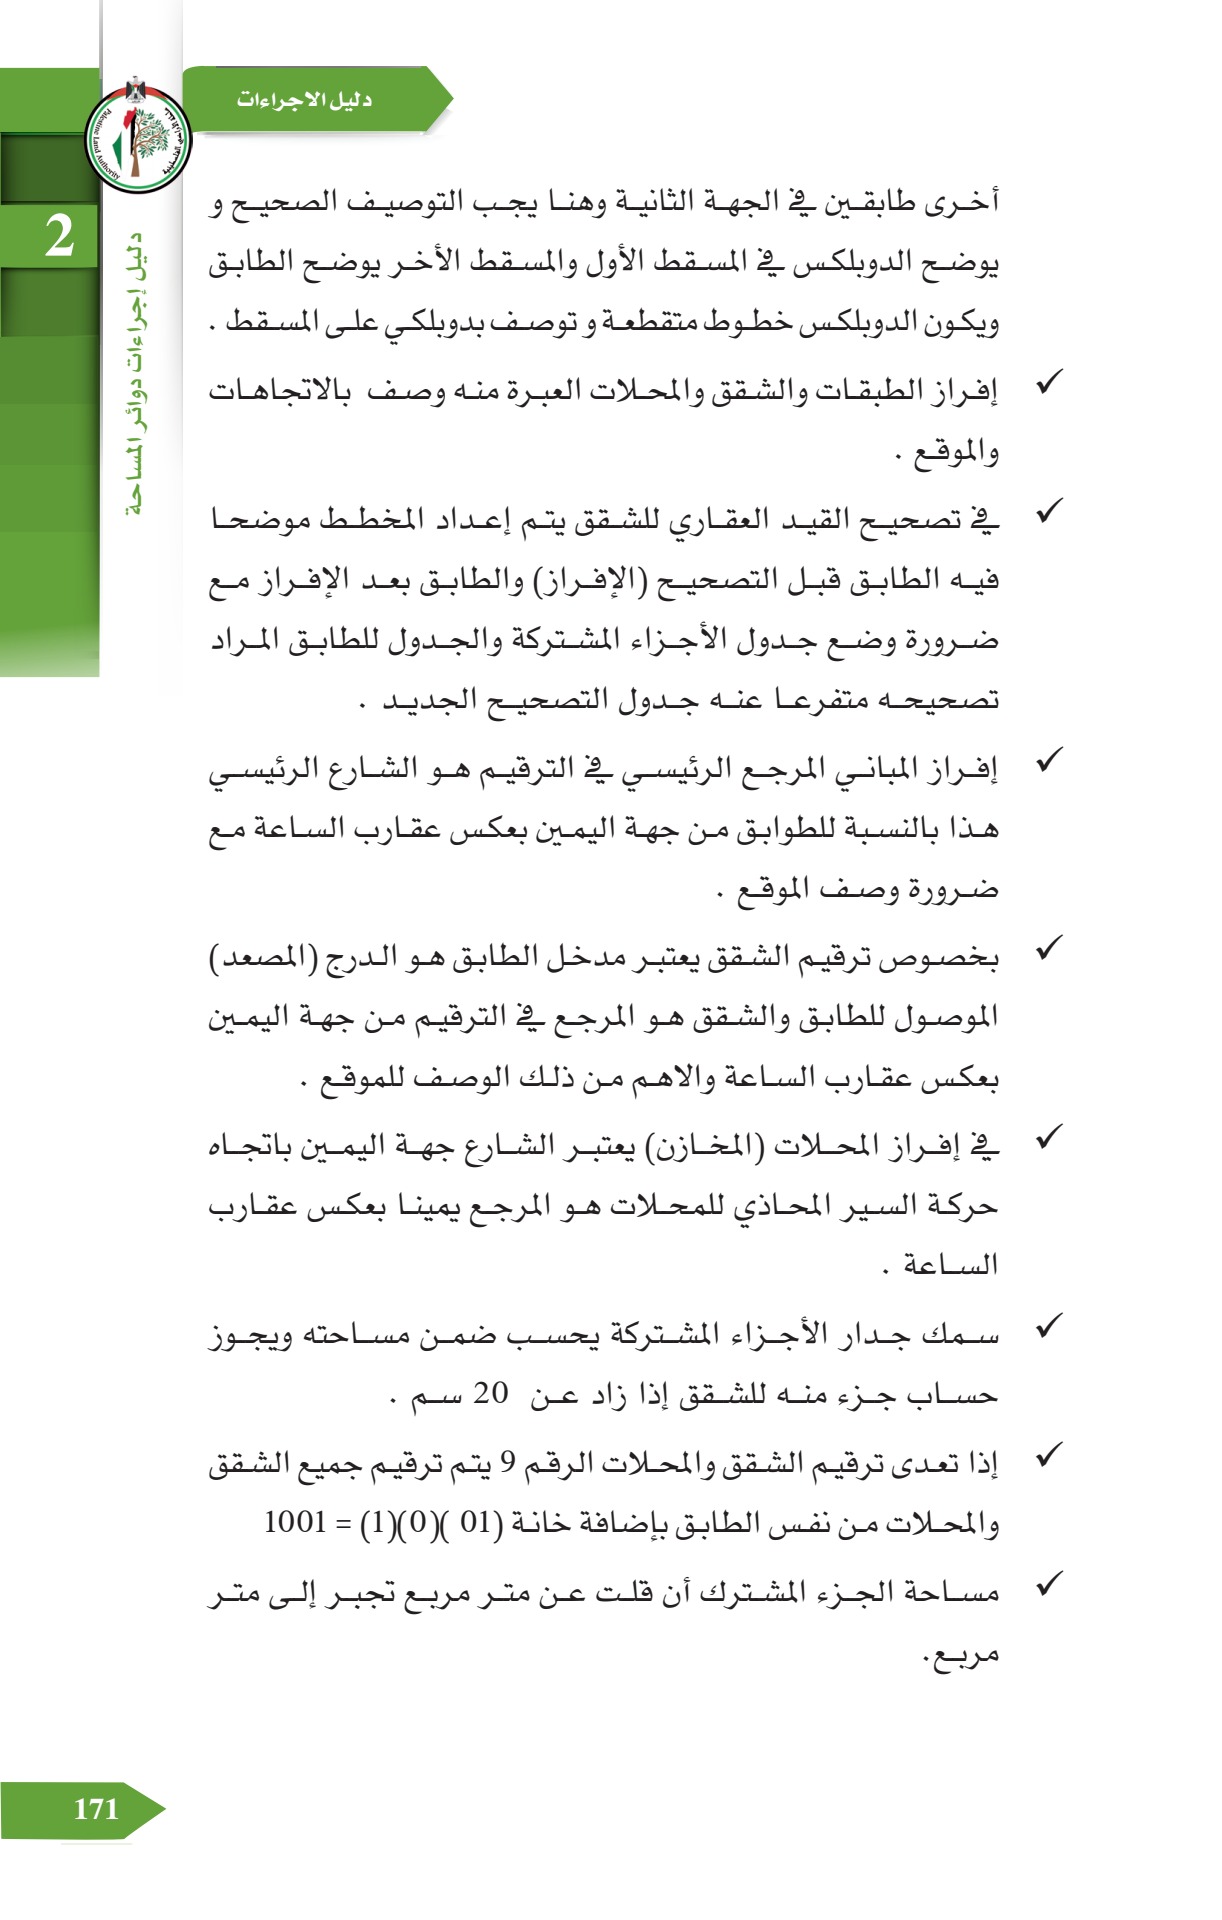 دليل الاجراءات
Palestine Land Authority
2
دليل إجراءات دوائر المساحة
أخرى طابقين في الجهة الثانية وهنا يجب التوصيف الصحيح و
يوضح الدوبلكس في المسقط الأول والمسقط الأخر يوضح الطابق
ويكون الدوبلكس خطوط متقطعة و توصف بدوبلكي على المسقط .
✓ إفراز الطبقات والشقق والمحلات العبرة منه وصف بالاتجاهات
والموقع .
✓ في تصحيح القيد العقاري للشقق يتم إعداد المخطط موضحا
فيه الطابق قبل التصحيح (الإفراز) والطابق بعد الإفراز مع
ضرورة وضع جدول الأجزاء المشتركة والجدول للطابق المراد
تصحيحه متفرعا عنه جدول التصحيح الجديد .
✓ إفراز المباني المرجع الرئيسي في الترقيم هو الشارع الرئيسي
هذا بالنسبة للطوابق من جهة اليمين بعكس عقارب الساعة مع
ضرورة وصف الموقع .
✓ بخصوص ترقيم الشقق يعتبر مدخل الطابق هو الدرج (المصعد)
الموصول للطابق والشقق هو المرجع في الترقيم من جهة اليمين
بعكس عقارب الساعة والاهم من ذلك الوصف للموقع .
✓ في إفراز المحلات (المخازن) يعتبر الشارع جهة اليمين باتجاه
حركة السير المحاذي للمحلات هو المرجع يمينا بعكس عقارب
الساعة .
✓ سمك جدار الأجزاء المشتركة يحسب ضمن مساحته ويجوز
حساب جزء منه للشقق إذا زاد عن 20 سم .
✓ إذا تعدى ترقيم الشقق والمحلات الرقم 9 يتم ترقيم جميع الشقق
والمحلات من نفس الطابق بإضافة خانة (01 )(0)(1) = 1001
✓ مساحة الجزء المشترك أن قلت عن متر مربع تجبر إلى متر
مربع.
171